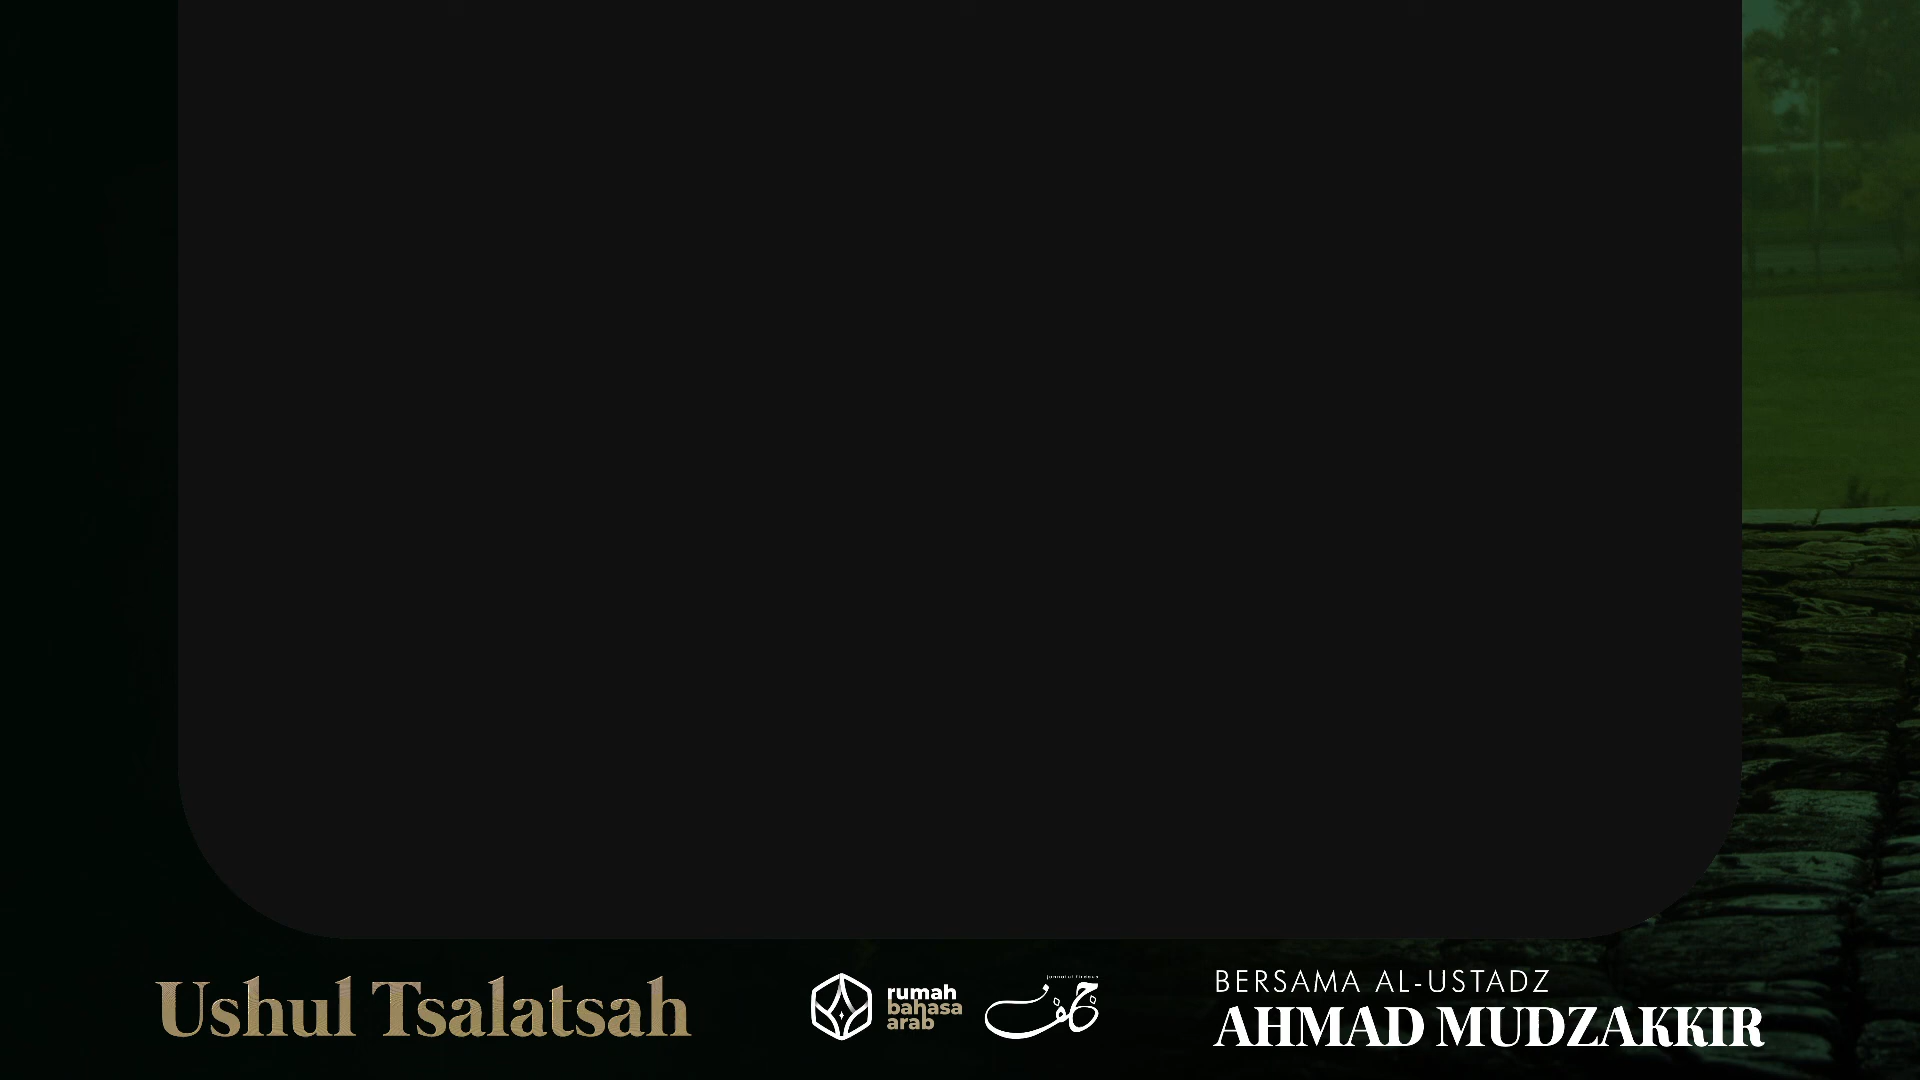 Ushul Tsalatsah
rumah
bahasa
arab
BERSAMA AL-USTADZ
AHMAD MUDZAKKIR